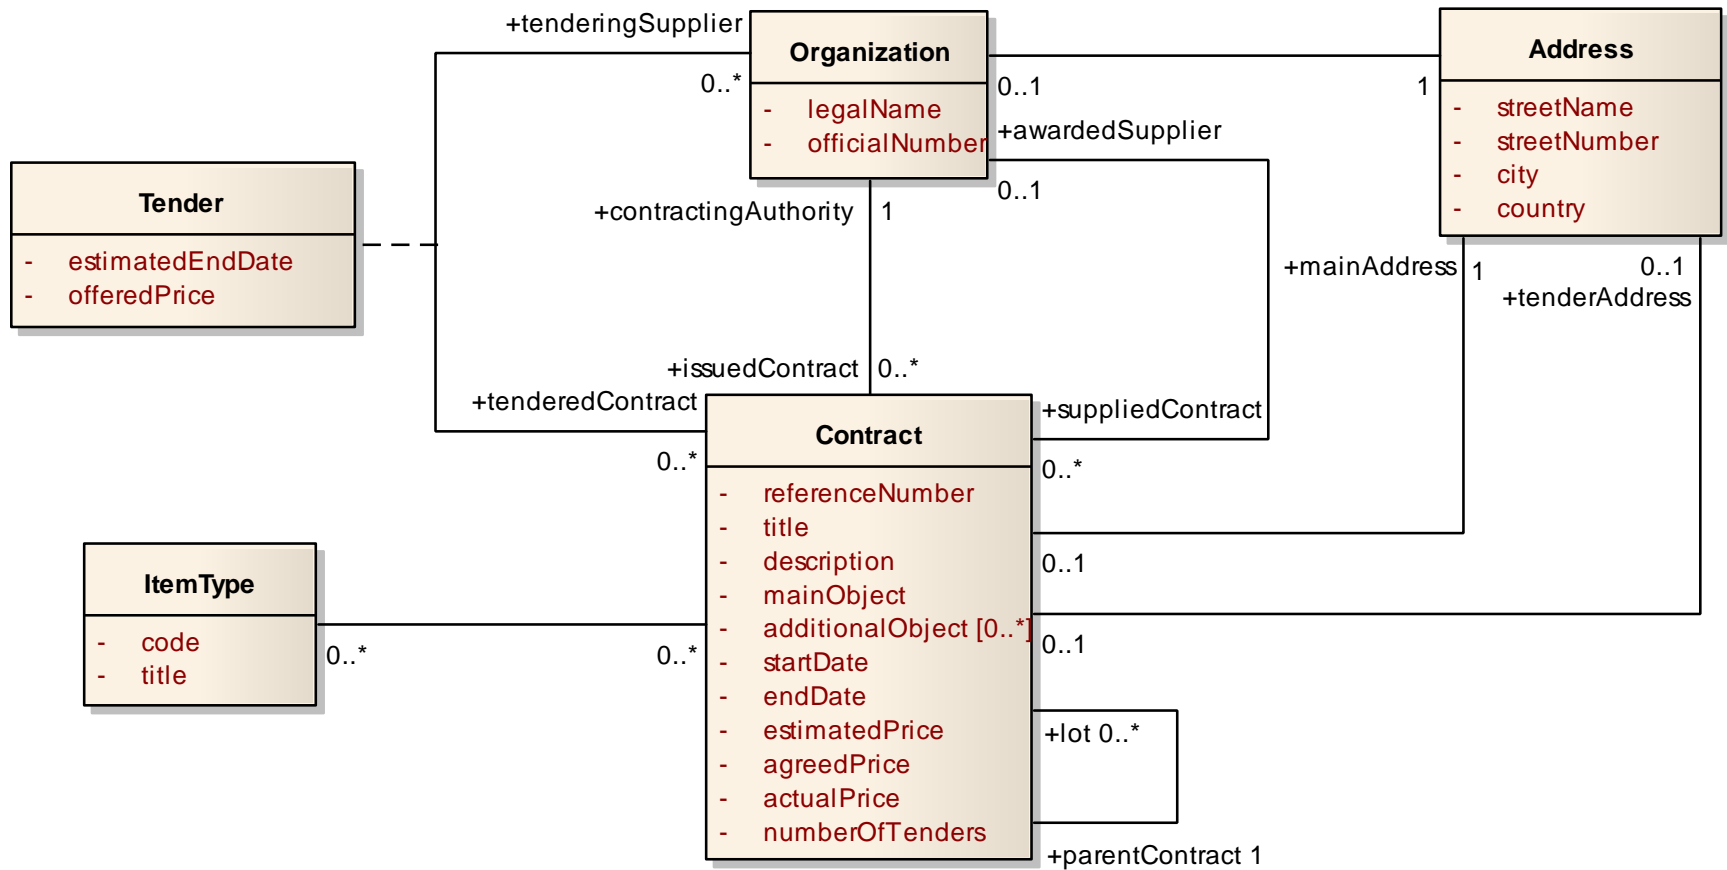 +tenderingSupplier
0..*
Organization
- legalName
- officialNumber
0..1
1
Address
- streetName
- streetNumber
- city
- country
+awardedSupplier
0..1
Tender
- estimatedEndDate
- offeredPrice
+contractingAuthority 1
+mainAddress 1
0..1
+tenderAddress
+issuedContract 0..*
+tenderedContract
0..*
+suppliedContract
0..*
Contract
- referenceNumber
- title
- description
- mainObject
- additionalObject [0..*]
- startDate
- endDate
- estimatedPrice
- agreedPrice
- actualPrice
- numberOfTenders
0..1
0..1
ItemType
- code
- title
0..*
0..*
+lot 0..*
+parentContract 1